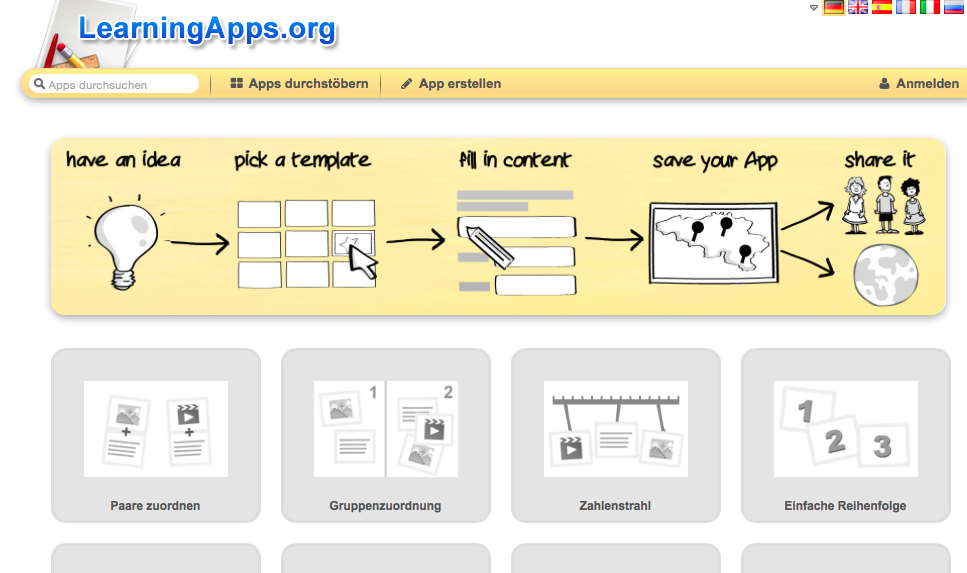 LearningApps.org
Apps durchsuchen
Apps durchstöbern
App erstellen
Anmelden
have an idea
pick a template
fill in content
save your App
share it
1
2
1
2
3
Paare zuordnen
Gruppenzuordnung
Zahlenstrahl
Einfache Reihenfolge